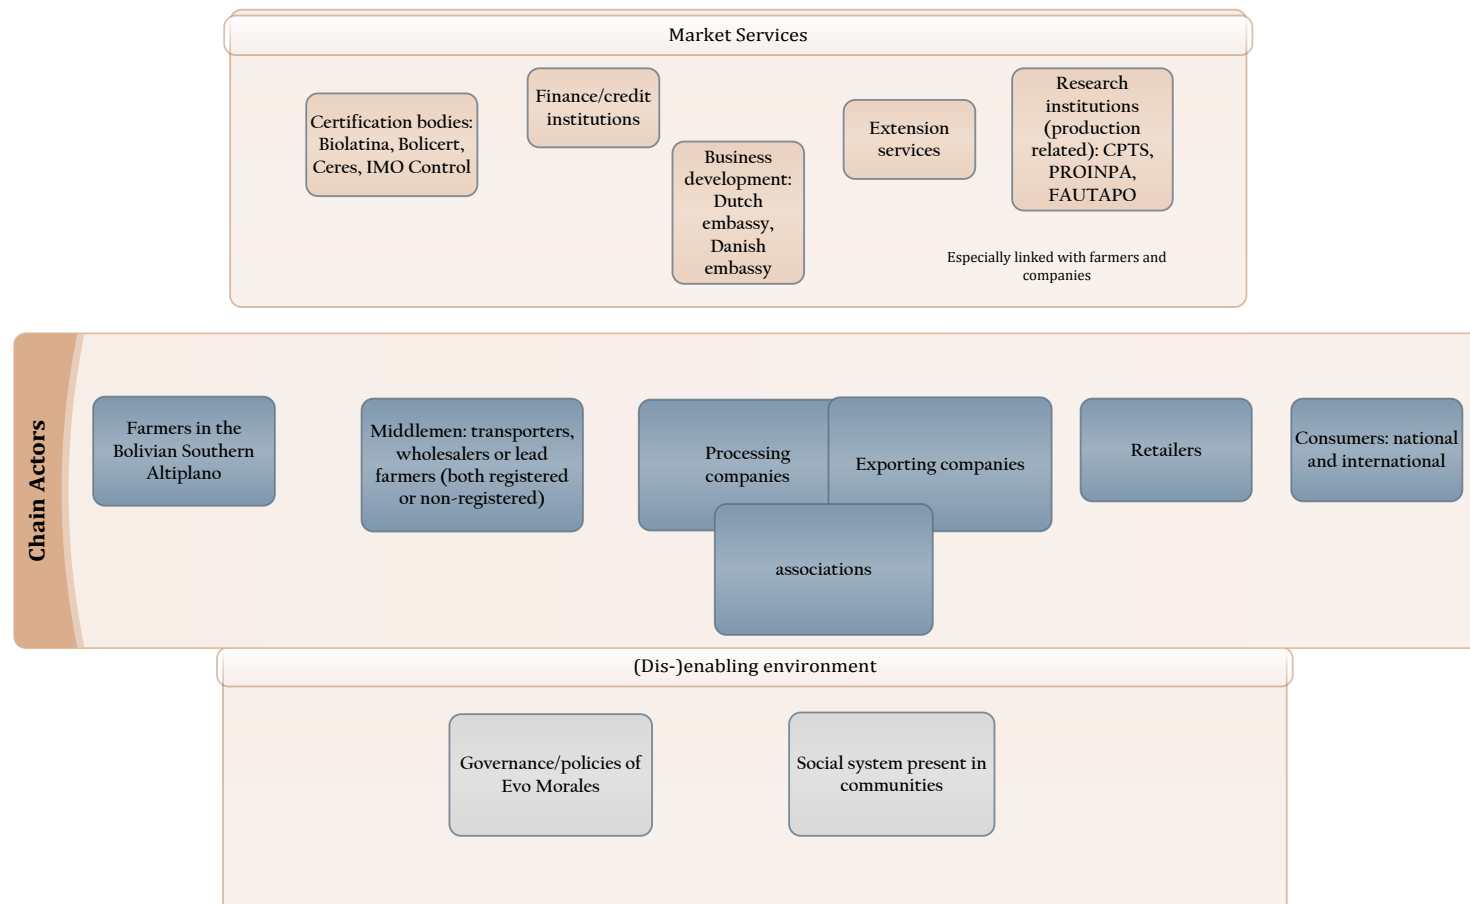 Market Services
Certification bodies:
Biolatina, Bolicert,
Ceres, IMO Control
Finance/credit
institutions
Business
development:
Dutch
embassy,
Danish
embassy
Extension
services
Research
institutions
(production
related): CPTS,
PROINPA,
FAUTAPO
Especially linked with farmers and
companies
Chain Actors
Farmers in the
Bolivian Southern
Altiplano
Middlemen: transporters,
wholesalers or lead
farmers (both registered
or non-registered)
Processing
companies
Exporting companies
associations
Retailers
Consumers: national
and international
(Dis-)enabling environment
Governance/policies of
Evo Morales
Social system present in
communities